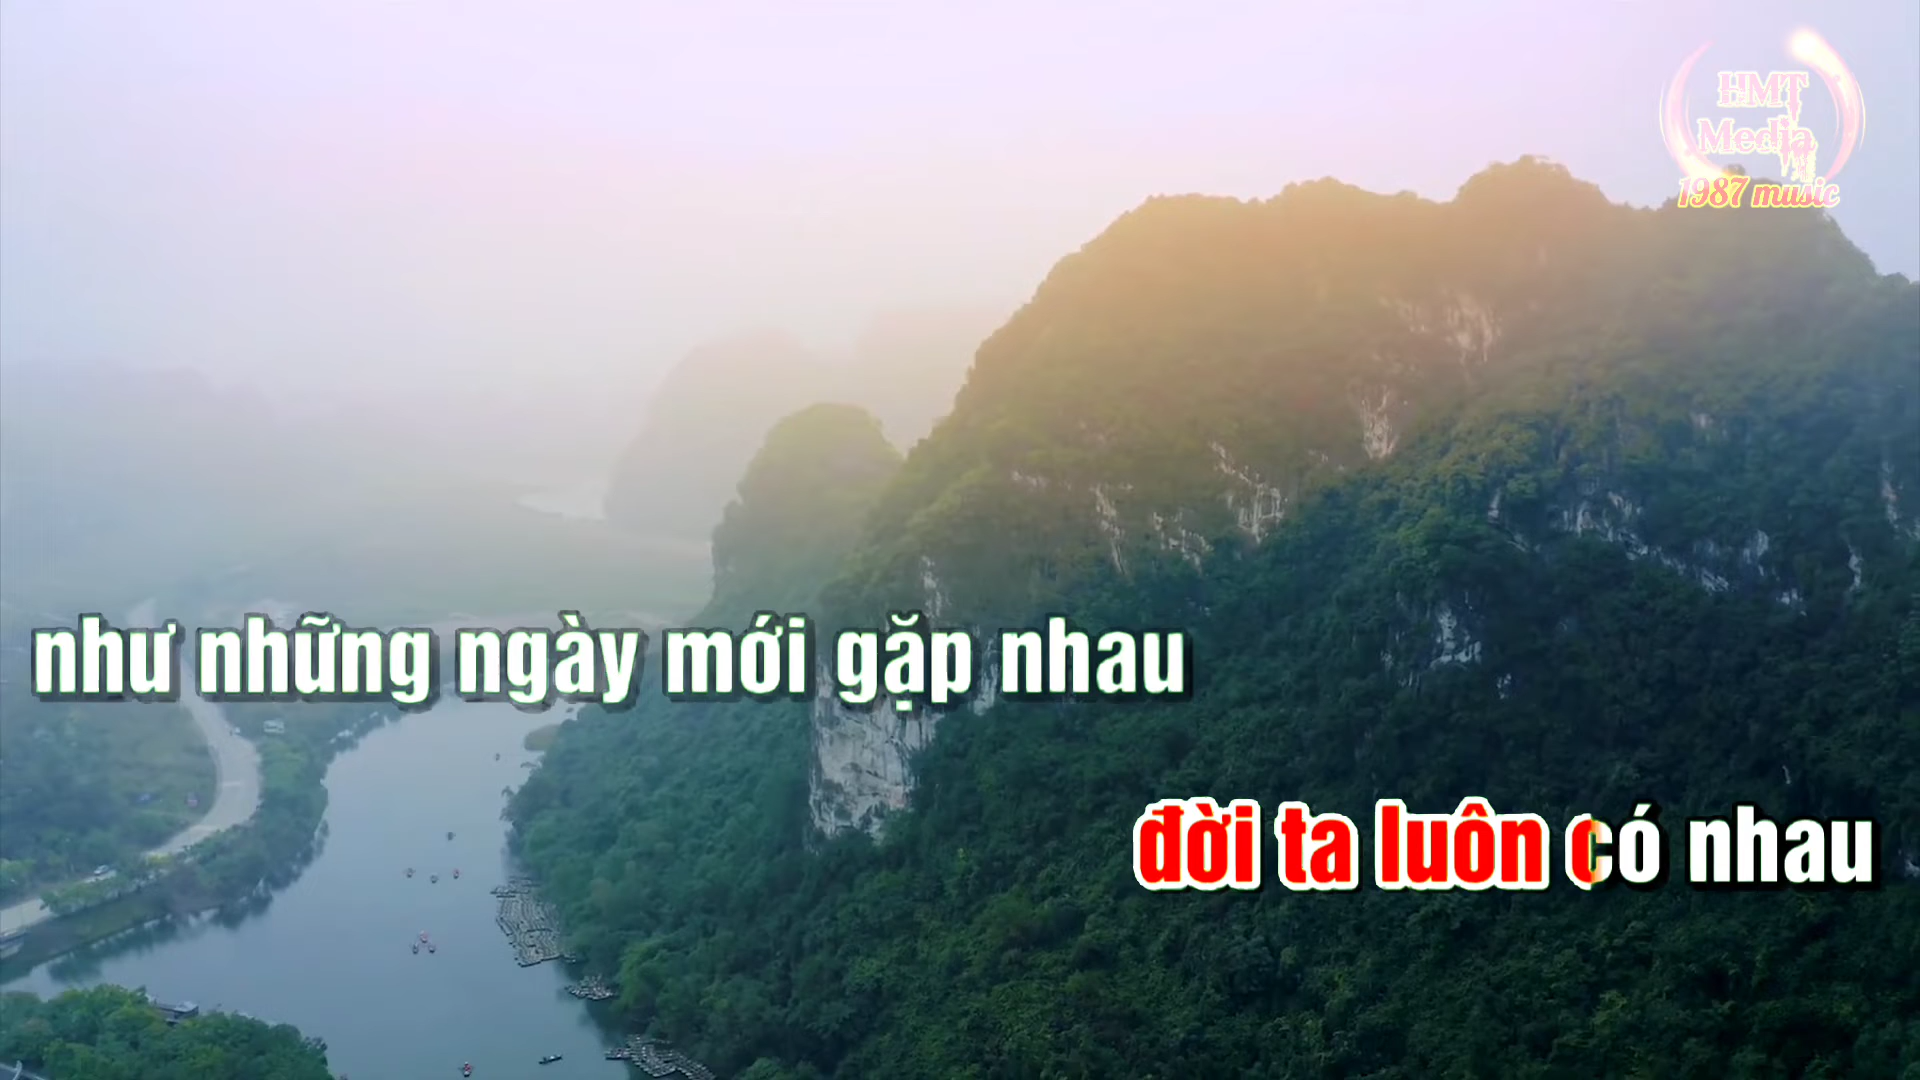 HMT
Media
1987 music
như những ngày mới gặp nhau
đời ta luôn có nhau